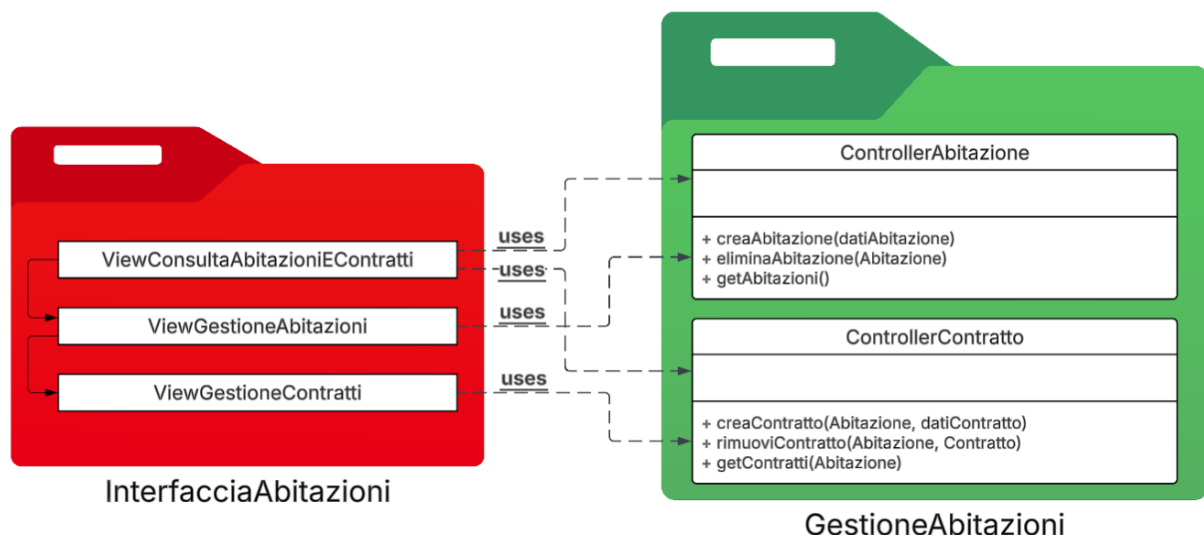 ControllerAbitazione
+ creaAbitazione(datiAbitazione)
+ eliminaAbitazione(Abitazione)
+ getAbitazioni()
uses
ViewConsultaAbitazioniEContratti
uses
uses
ViewGestioneAbitazioni
ControllerContratto
uses
ViewGestioneContratti
+ creaContratto(Abitazione, datiContratto)
+ rimuoviContratto(Abitazione, Contratto)
+ getContratti(Abitazione)
InterfacciaAbitazioni
GestioneAbitazioni